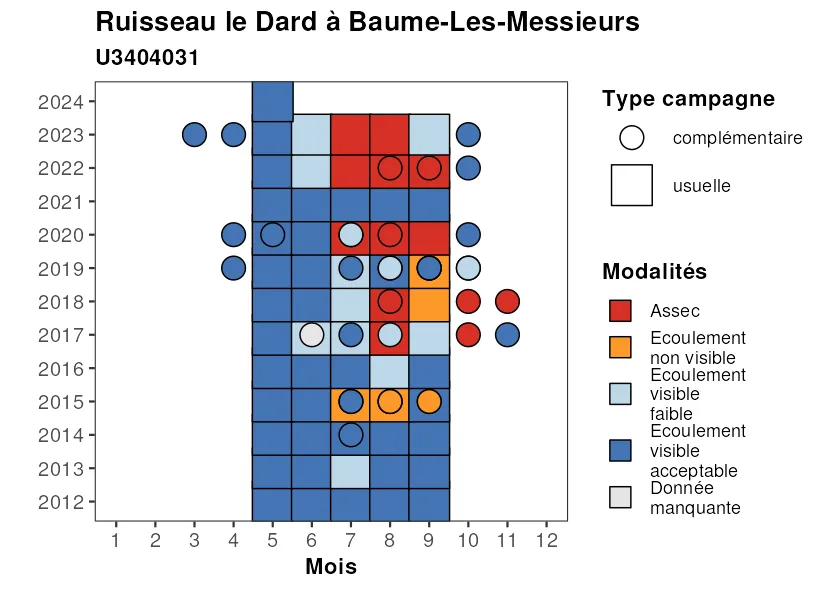 Ruisseau le Dard à Baume-Les-Messieurs
U3404031
2024
2023
2022
2021
2020
2019
2018
2017
2016
2015
2014
2013
2012
1 2 3 4 5 6 7 8 9 10 11 12
Mois
Type campagne
complémentaire
usuelle
Modalités
Assec
Ecoulement
non visible
Ecoulement
visible
faible
Ecoulement
visible
acceptable
Donnée
manquante